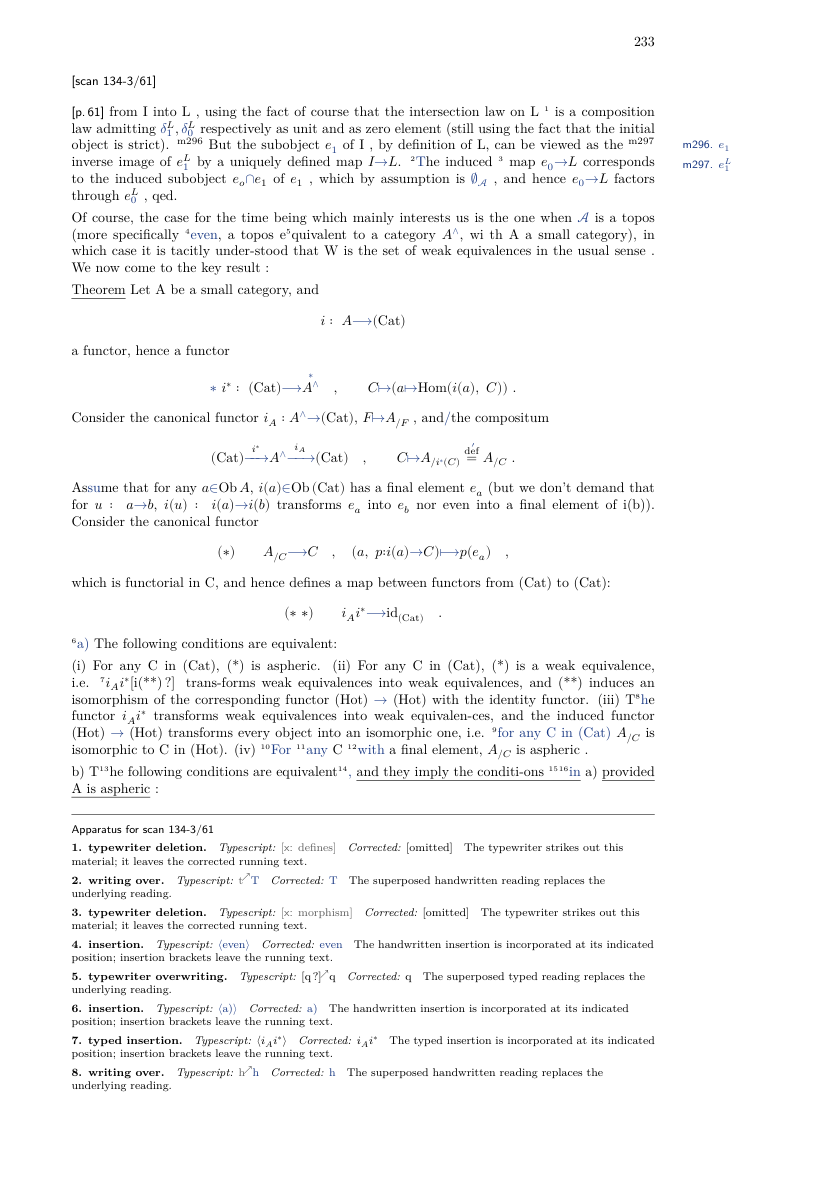 233
[scan 134-3/61]
[p. 61] from I into L , using the fact of course that the intersection law on L ¹ is a composition
law admitting δ₁ᴸ, δ₀ᴸ respectively as unit and as zero element (still using the fact that the initial
object is strict). ᵐ²⁹⁶ But the subobject e₁ of I , by definition of L, can be viewed as the ᵐ²⁹⁷
m296. e₁
inverse image of e₁ᴸ by a uniquely defined map I→L. ²The induced ³ map e₀→L corresponds
m297. e₁ᴸ
to the induced subobject eₒ∩e₁ of e₁ , which by assumption is ∅_𝒜 , and hence e₀→L factors
through e₀ᴸ , qed.
Of course, the case for the time being which mainly interests us is the one when 𝒜 is a topos
(more specifically ⁴even, a topos e⁵quivalent to a category A^, wi th A a small category), in
which case it is tacitly under-stood that W is the set of weak equivalences in the usual sense .
We now come to the key result :
Theorem Let A be a small category, and
i : A⟶(Cat)
a functor, hence a functor
* i* : (Cat)⟶A^* , C↦(a↦Hom(i(a), C)) .
Consider the canonical functor i_A : A^→(Cat), F↦A_/F , and/the compositum
(Cat) —i*→ A^ —i_A→ (Cat) , C↦A_/i*(C) =déf A_/C .
Assume that for any a∈Ob A, i(a)∈Ob (Cat) has a final element e_a (but we don't demand that
for u : a→b, i(u) : i(a)→i(b) transforms e_a into e_b nor even into a final element of i(b)).
Consider the canonical functor
(∗) A_/C⟶C , (a, p:i(a)→C)⟼p(e_a) ,
which is functorial in C, and hence defines a map between functors from (Cat) to (Cat):
(∗ ∗) i_A i*⟶id_(Cat) .
⁶a) The following conditions are equivalent:
(i) For any C in (Cat), (*) is aspheric. (ii) For any C in (Cat), (*) is a weak equivalence,
i.e. ⁷i_A i*[i(**) ?] trans-forms weak equivalences into weak equivalences, and (**) induces an
isomorphism of the corresponding functor (Hot) → (Hot) with the identity functor. (iii) T⁸he
functor i_A i* transforms weak equivalences into weak equivalen-ces, and the induced functor
(Hot) → (Hot) transforms every object into an isomorphic one, i.e. ⁹for any C in (Cat) A_/C is
isomorphic to C in (Hot). (iv) ¹⁰For ¹¹any C ¹²with a final element, A_/C is aspheric .
b) T¹³he following conditions are equivalent¹⁴, and they imply the conditi-ons ¹⁵¹⁶in a) provided
A is aspheric :
Apparatus for scan 134-3/61
1. typewriter deletion. Typescript: [x: defines] Corrected: [omitted] The typewriter strikes out this
material; it leaves the corrected running text.
2. writing over. Typescript: t↗T Corrected: T The superposed handwritten reading replaces the
underlying reading.
3. typewriter deletion. Typescript: [x: morphism] Corrected: [omitted] The typewriter strikes out this
material; it leaves the corrected running text.
4. insertion. Typescript: ⟨even⟩ Corrected: even The handwritten insertion is incorporated at its indicated
position; insertion brackets leave the running text.
5. typewriter overwriting. Typescript: [q ?]↗q Corrected: q The superposed typed reading replaces the
underlying reading.
6. insertion. Typescript: ⟨a)⟩ Corrected: a) The handwritten insertion is incorporated at its indicated
position; insertion brackets leave the running text.
7. typed insertion. Typescript: ⟨i_A i*⟩ Corrected: i_A i* The typed insertion is incorporated at its indicated
position; insertion brackets leave the running text.
8. writing over. Typescript: h↗h Corrected: h The superposed handwritten reading replaces the
underlying reading.